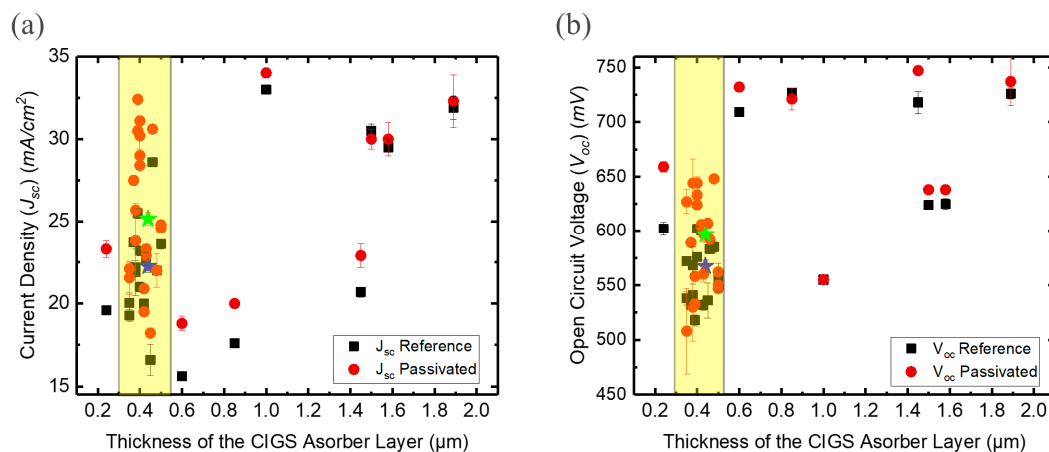 (a)
35
30
25
20
15
Current Density (Jsc) (mA/cm²)
0.2 0.4 0.6 0.8 1.0 1.2 1.4 1.6 1.8 2.0
Thickness of the CIGS Asorber Layer (µm)
Jsc Reference
Jsc Passivated
(b)
750
700
650
600
550
500
450
400
Open Circuit Voltage (Voc) (mV)
0.2 0.4 0.6 0.8 1.0 1.2 1.4 1.6 1.8 2.0
Thickness of the CIGS Asorber Layer (µm)
Voc Reference
Voc Passivated